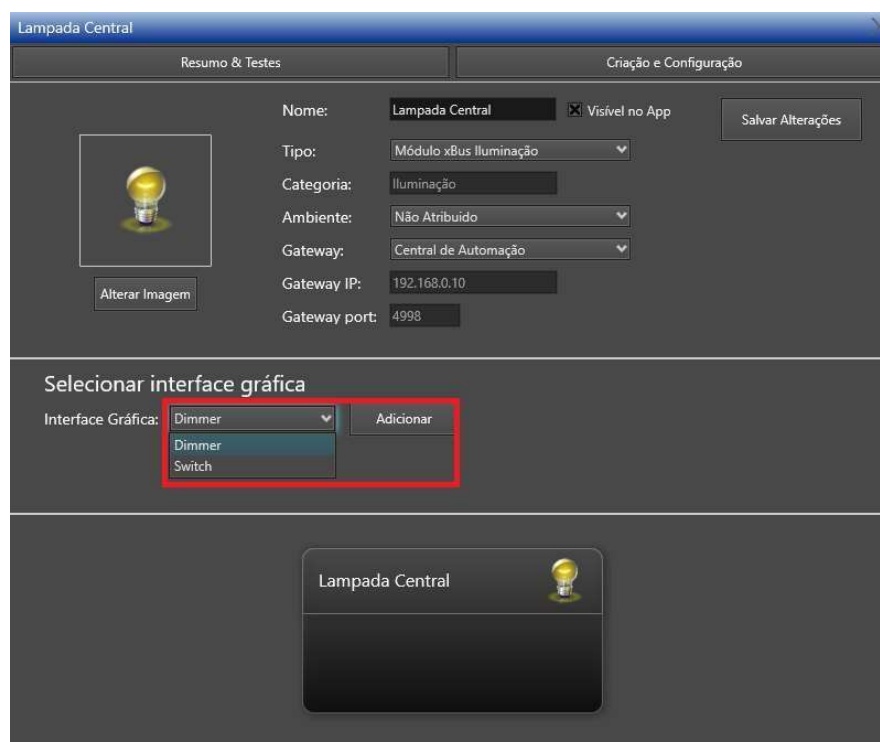 Lampada Central
Resumo & Testes
Criação e Configuração
Nome: Lampada Central Visível no App
Salvar Alterações
Tipo: Módulo xBus Iluminação
Categoria: Iluminação
Ambiente: Não Atribuido
Gateway: Central de Automação
Alterar Imagem
Gateway IP: 192.168.0.10
Gateway port: 4998
Selecionar interface gráfica
Interface Gráfica: Dimmer Adicionar
Dimmer
Switch
Lampada Central